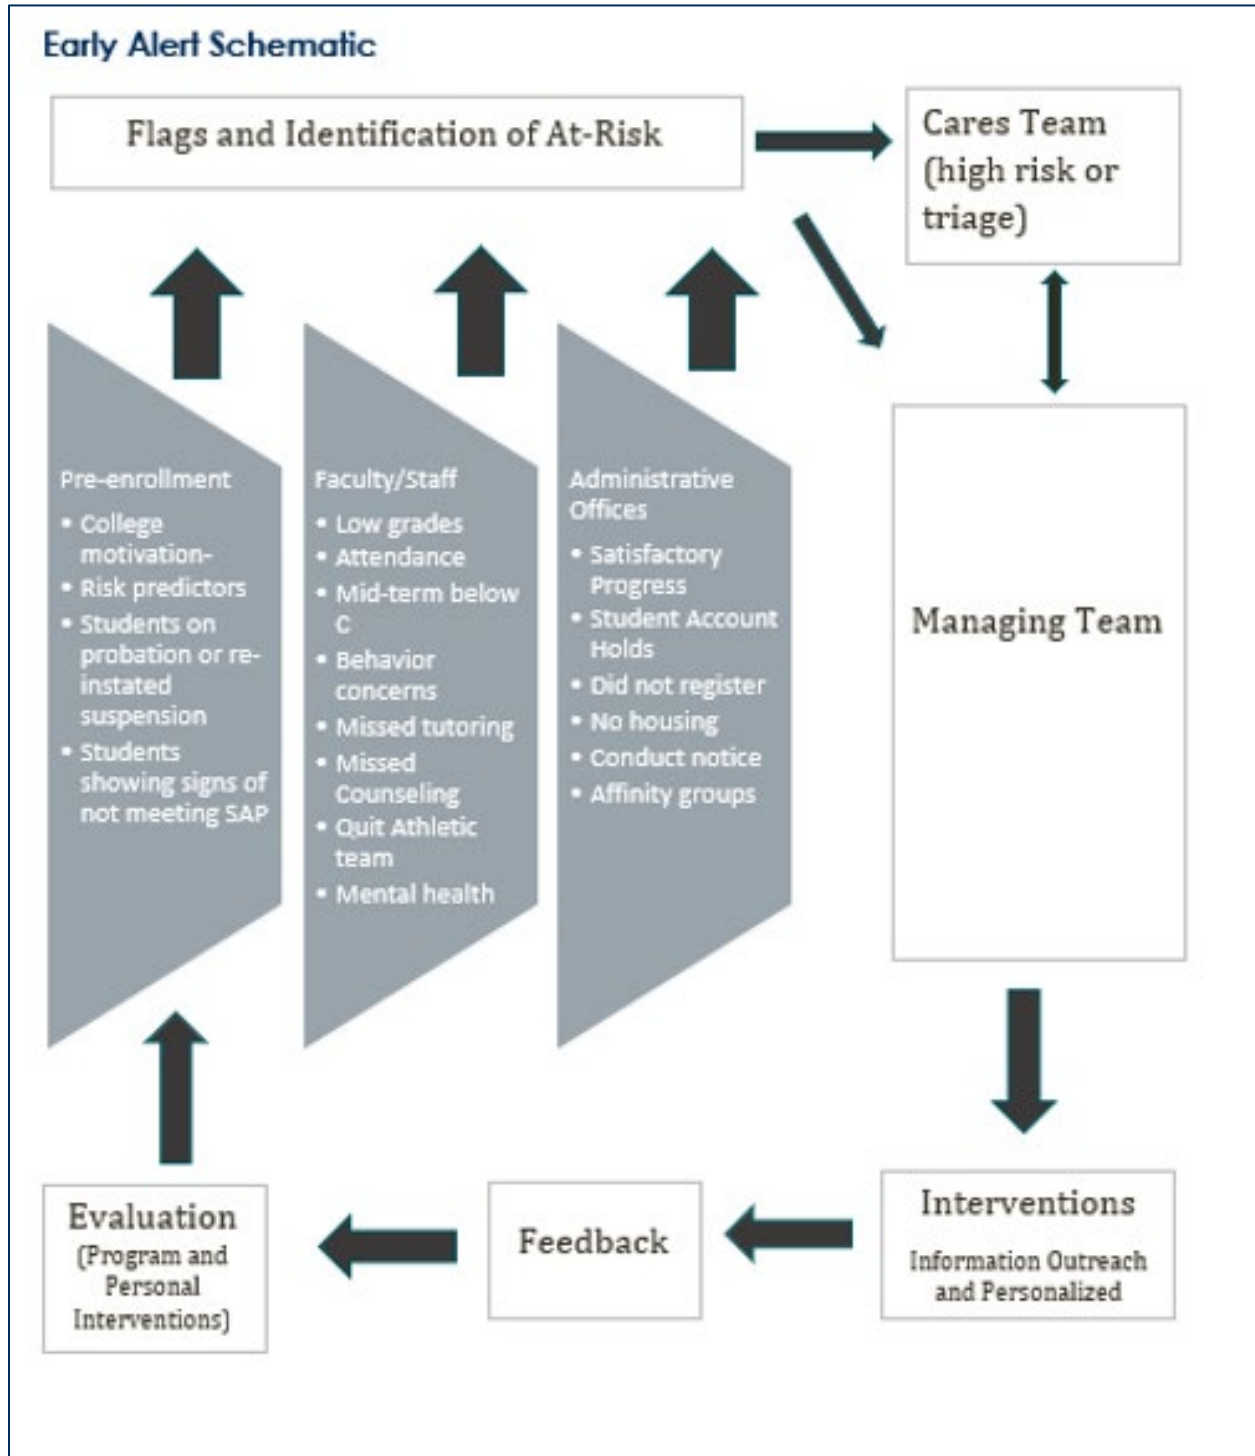 Early Alert Schematic
Flags and Identification of At-Risk
Cares Team
(high risk or
triage)
Pre-enrollment
• College
motivation-
• Risk predictors
• Students on
probation or re-
instated
suspension
• Students
showing signs of
not meeting SAP
Faculty/Staff
• Low grades
• Attendance
• Mid-term below
C
• Behavior
concerns
• Missed tutoring
• Missed
Counseling
• Quit Athletic
team
• Mental health
Administrative
Offices
• Satisfactory
Progress
• Student Account
Holds
• Did not register
• No housing
• Conduct notice
• Affinity groups
Managing Team
Evaluation
(Program and
Personal
Interventions)
Feedback
Interventions
Information Outreach
and Personalized